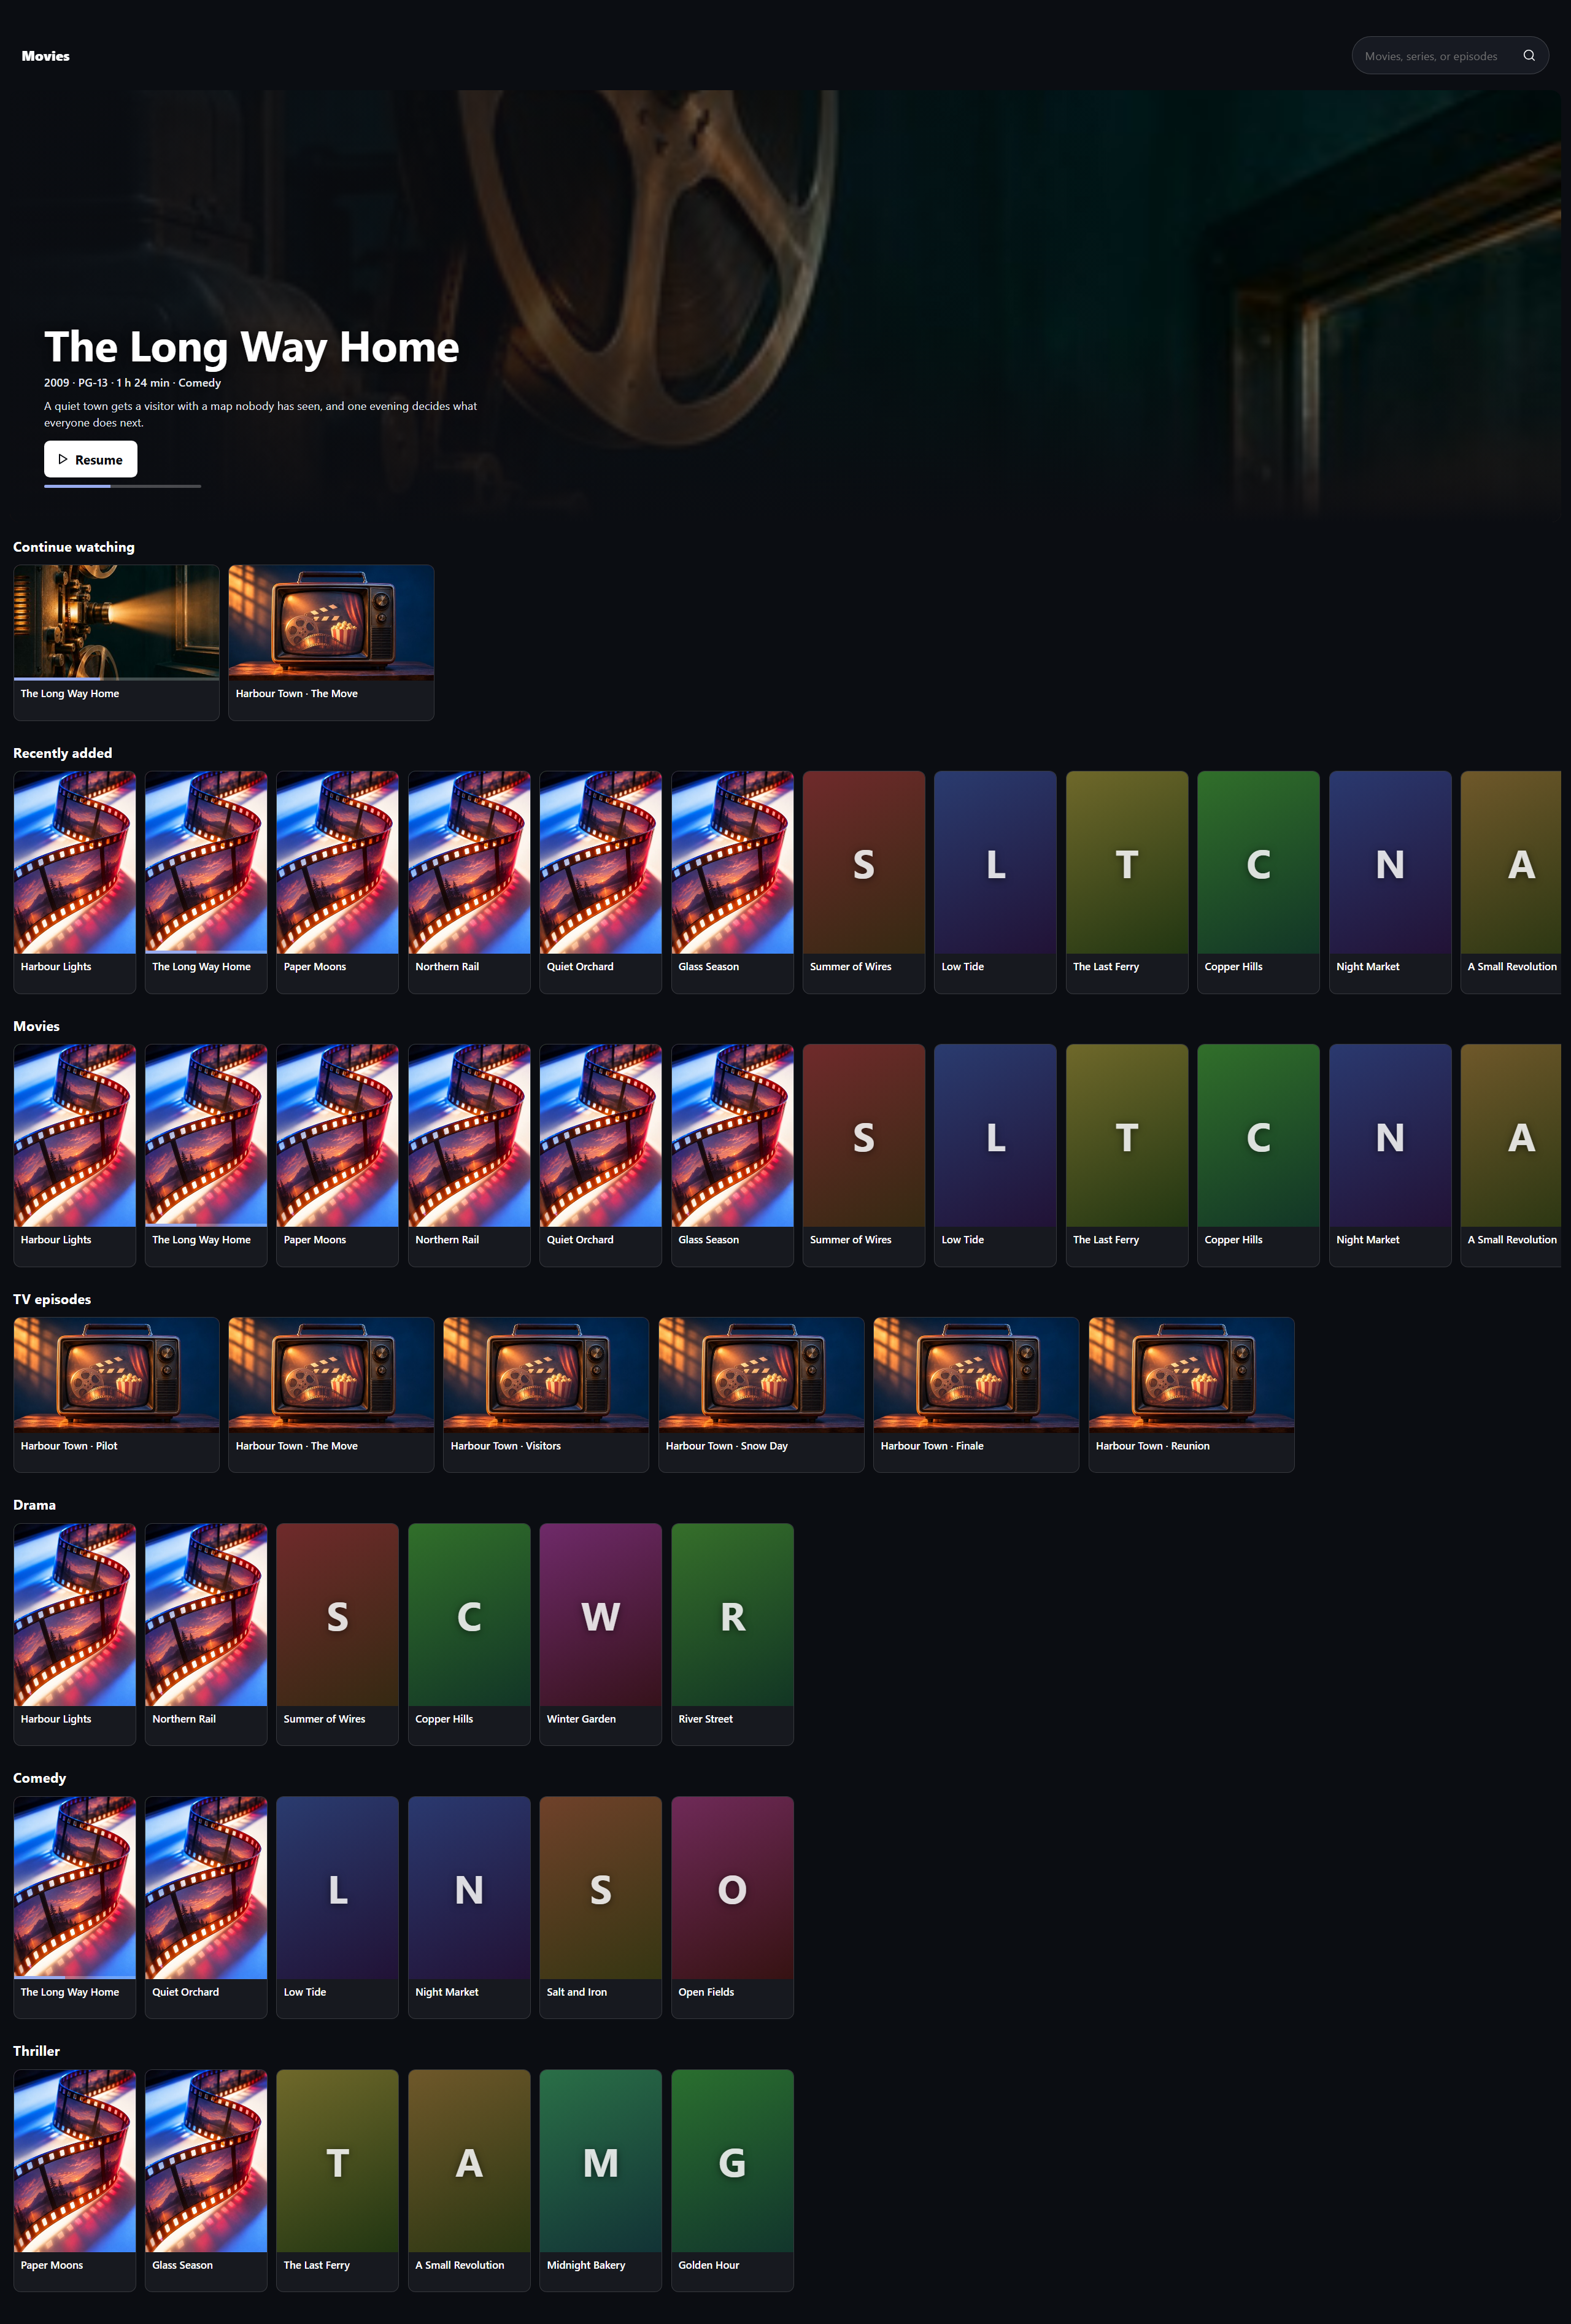 Movies
Movies, series, or episodes
The Long Way Home
2009 · PG-13 · 1 h 24 min · Comedy
A quiet town gets a visitor with a map nobody has seen, and one evening decides what
everyone does next.
Resume
Continue watching
The Long Way Home
Harbour Town · The Move
Recently added
S
L
T
C
N
A
Harbour Lights
The Long Way Home
Paper Moons
Northern Rail
Quiet Orchard
Glass Season
Summer of Wires
Low Tide
The Last Ferry
Copper Hills
Night Market
A Small Revolution
Movies
S
L
T
C
N
A
Harbour Lights
The Long Way Home
Paper Moons
Northern Rail
Quiet Orchard
Glass Season
Summer of Wires
Low Tide
The Last Ferry
Copper Hills
Night Market
A Small Revolution
TV episodes
Harbour Town · Pilot
Harbour Town · The Move
Harbour Town · Visitors
Harbour Town · Snow Day
Harbour Town · Finale
Harbour Town · Reunion
Drama
S
C
W
R
Harbour Lights
Northern Rail
Summer of Wires
Copper Hills
Winter Garden
River Street
Comedy
L
N
S
O
The Long Way Home
Quiet Orchard
Low Tide
Night Market
Salt and Iron
Open Fields
Thriller
T
A
M
G
Paper Moons
Glass Season
The Last Ferry
A Small Revolution
Midnight Bakery
Golden Hour